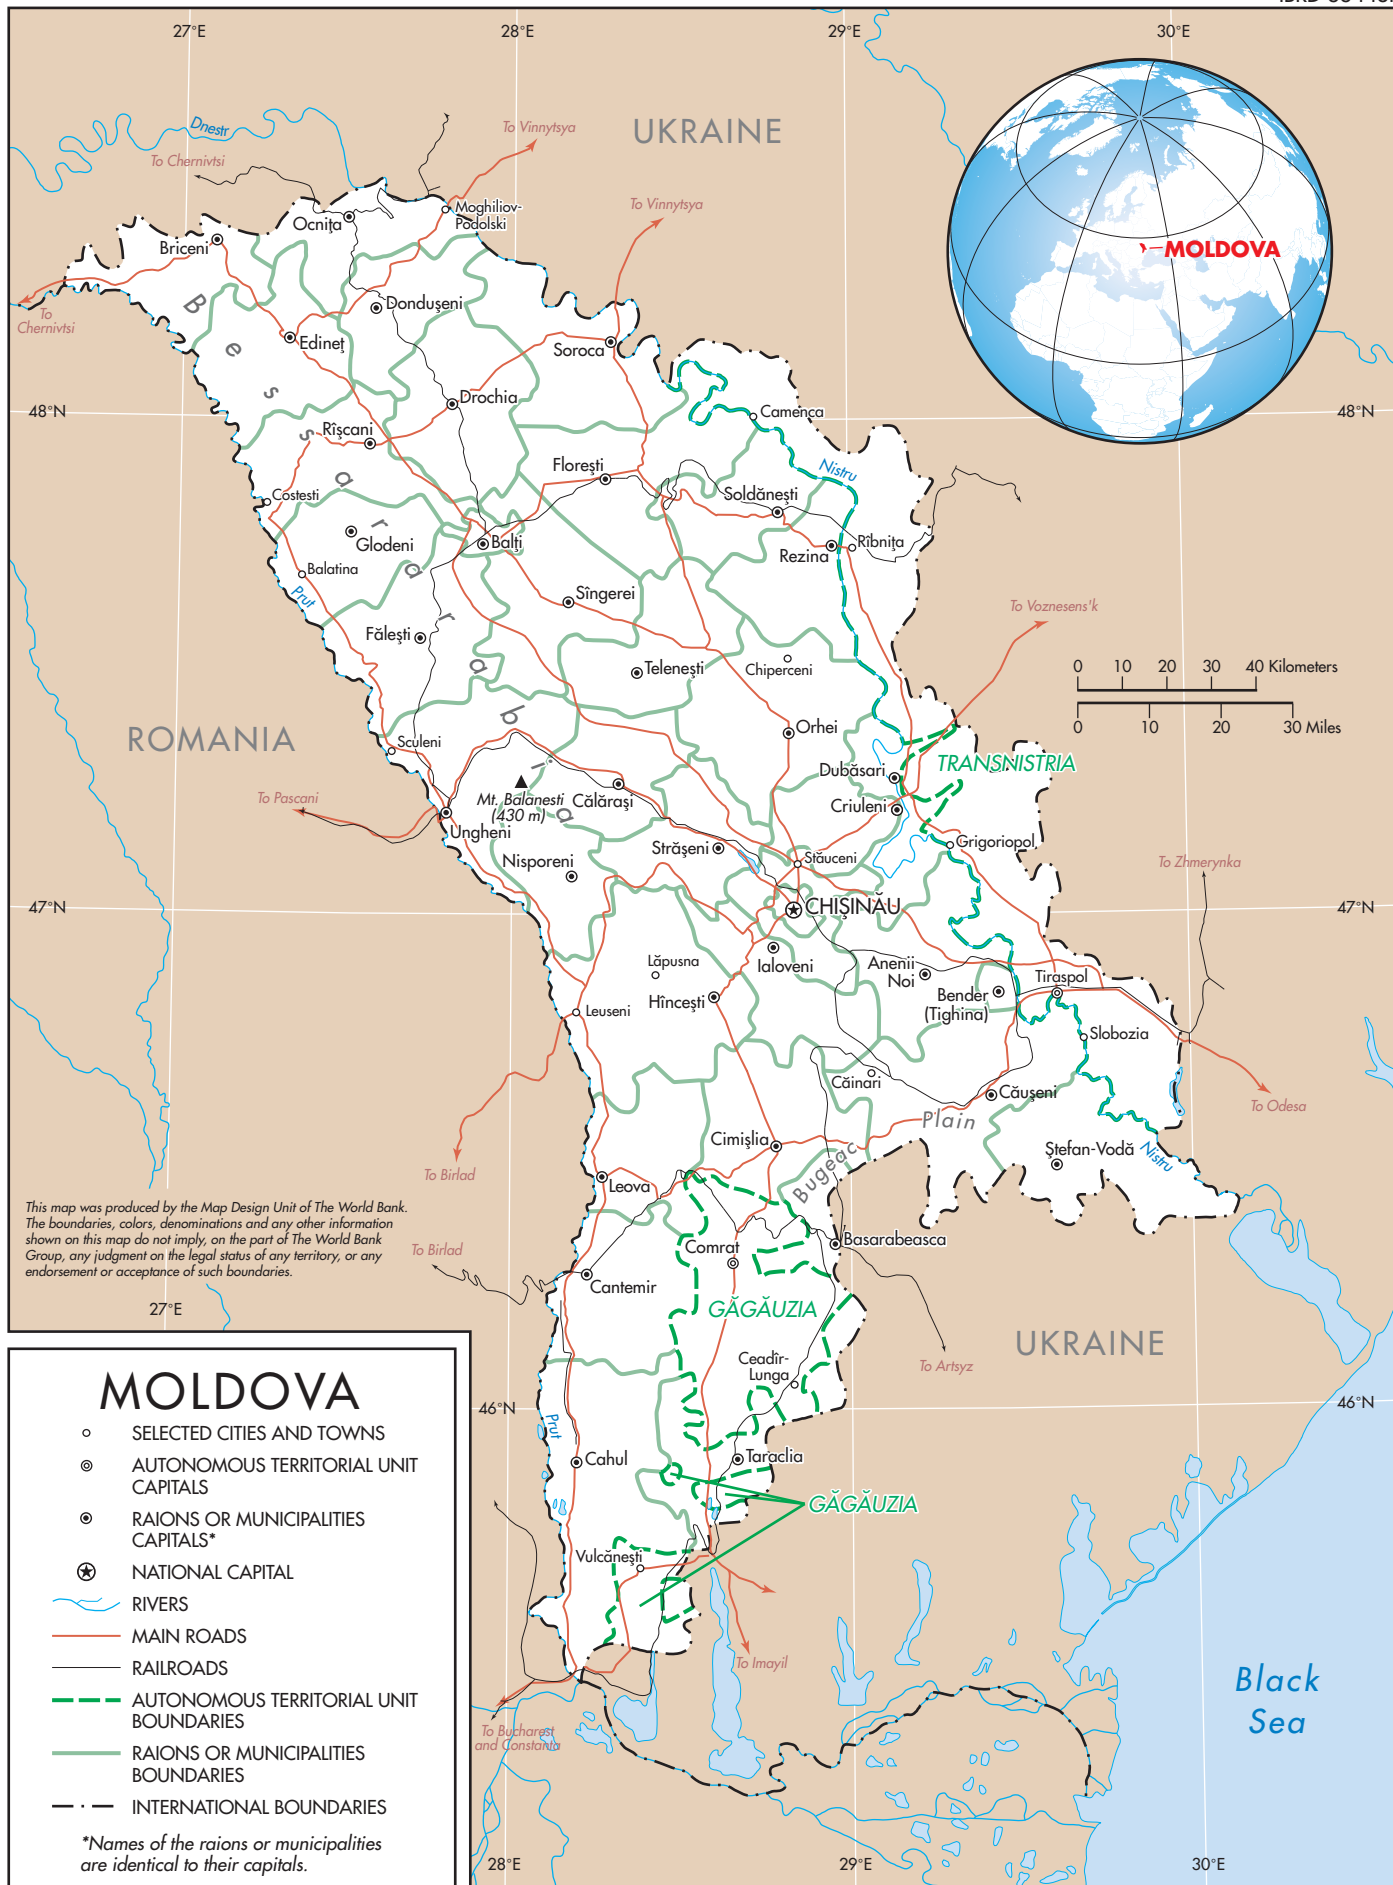 27°E
28°E
29°E
30°E
Dnestr
To Vinnytsya
UKRAINE
To Chernivtsi
To Vinnytsya
Moghiliov-
Podolski
Ocniţa
Briceni
MOLDOVA
To
Chernivtsi
Donduşeni
Edineţ
Soroca
48°N
48°N
Drochia
Camenca
Rîşcani
Floreşti
Nistru
Soldăneşti
Costesti
Glodeni
Balţi
Rezina
Rîbniţa
Balatina
Prut
Sîngerei
To Voznesens'k
Făleşti
Teleneşti
Chiperceni
0 10 20 30 40 Kilometers
0 10 20 30 Miles
Bessarabia
Orhei
ROMANIA
Sculeni
Dubăsari
TRANSNISTRIA
To Pascani
Mt. Balanesti
(430 m)
Călăraşi
Criuleni
Ungheni
Grigoriopol
Străşeni
Stăuceni
Nisporeni
To Zhmerynka
47°N
CHIŞINĂU
47°N
Lăpusna
Ialoveni
Anenii
Noi
Tiraspol
Hînceşti
Bender
(Tighina)
Leuseni
Slobozia
Căinari
Căuşeni
To Odesa
Plain
Cimişlia
Bugeac
Ştefan-Vodă
Nistru
To Birlad
Leova
This map was produced by the Map Design Unit of The World Bank.
The boundaries, colors, denominations and any other information
shown on this map do not imply, on the part of The World Bank
Group, any judgment on the legal status of any territory, or any
endorsement or acceptance of such boundaries.
To Birlad
Comrat
Basarabeasca
Cantemir
27°E
GĂGĂUZIA
UKRAINE
Ceadîr-
Lunga
To Artsyz
46°N
46°N
Prut
Cahul
Taraclia
GĂGĂUZIA
Vulcăneşti
To Imayil
To Bucharest
and Constanta
Black
Sea
28°E
29°E
30°E
MOLDOVA
SELECTED CITIES AND TOWNS
AUTONOMOUS TERRITORIAL UNIT
CAPITALS
RAIONS OR MUNICIPALITIES
CAPITALS*
NATIONAL CAPITAL
RIVERS
MAIN ROADS
RAILROADS
AUTONOMOUS TERRITORIAL UNIT
BOUNDARIES
RAIONS OR MUNICIPALITIES
BOUNDARIES
INTERNATIONAL BOUNDARIES
*Names of the raions or municipalities
are identical to their capitals.